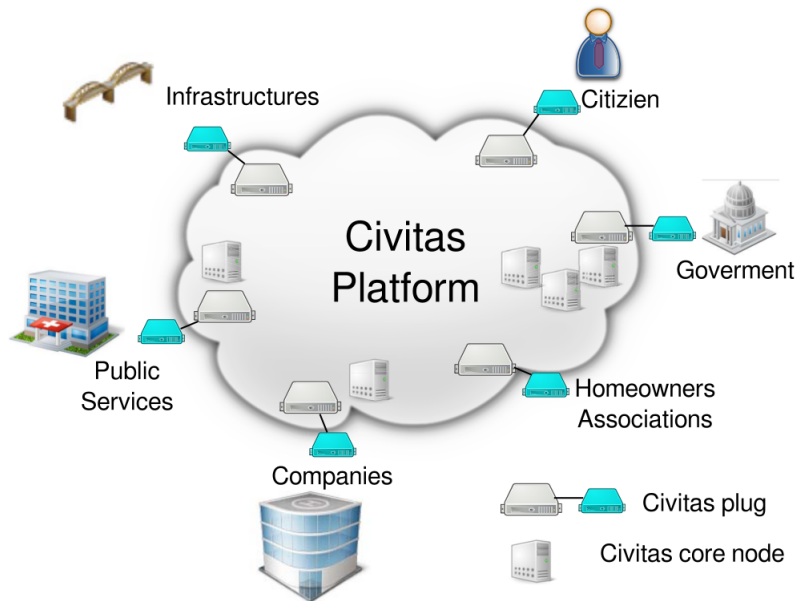 Infrastructures
Citizien
Civitas
Platform
Goverment
Public
Services
Homeowners
Associations
Companies
Civitas plug
Civitas core node